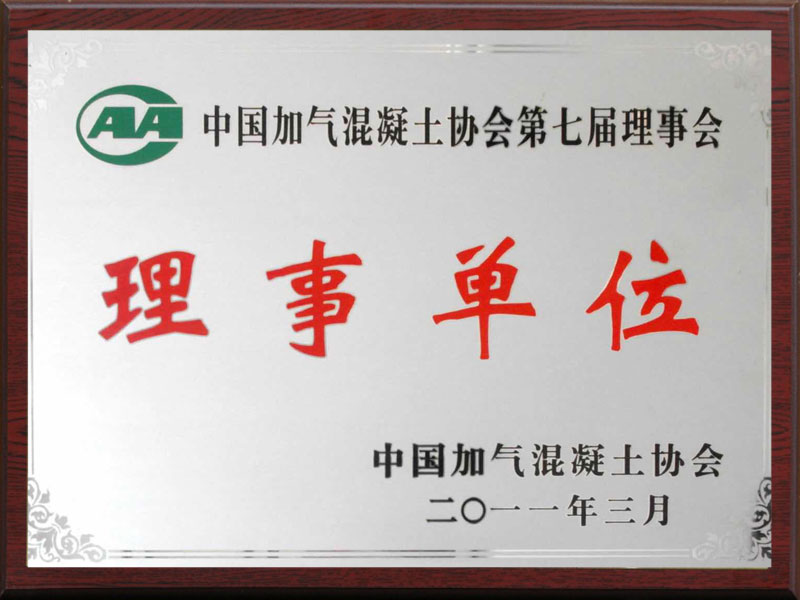 AA 中国加气混凝土协会第七届理事会
理事单位
中国加气混凝土协会
二〇一一年三月